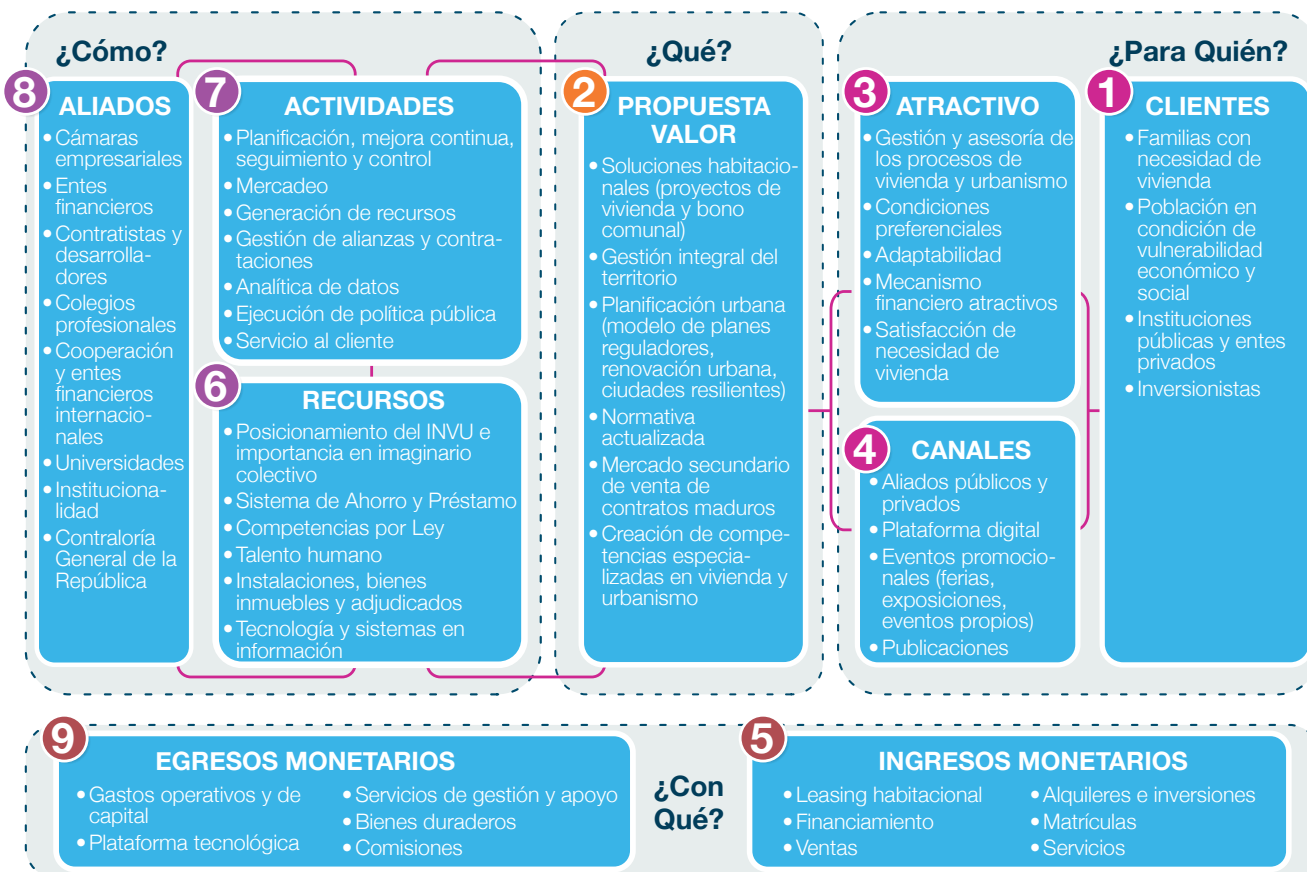 ¿Cómo?
8
ALIADOS
•Cámaras
empresariales
•Entes
financieros
•Contratistas y
desarrolla-
dores
•Colegios
profesionales
•Cooperación
y entes
financieros
internacio-
nales
•Universidades
•Instituciona-
lidad
•Contraloría
General de la
República
7
ACTIVIDADES
•Planificación, mejora continua,
seguimiento y control
•Mercadeo
•Generación de recursos
•Gestión de alianzas y contra-
taciones
•Analítica de datos
•Ejecución de política pública
•Servicio al cliente
6
RECURSOS
•Posicionamiento del INVU e
importancia en imaginario
colectivo
•Sistema de Ahorro y Préstamo
•Competencias por Ley
•Talento humano
•Instalaciones, bienes
inmuebles y adjudicados
•Tecnología y sistemas en
información
¿Qué?
2
PROPUESTA
VALOR
•Soluciones habitacio-
nales (proyectos de
vivienda y bono
comunal)
•Gestión integral del
territorio
•Planificación urbana
(modelo de planes
reguladores,
renovación urbana,
ciudades resilientes)
•Normativa
actualizada
•Mercado secundario
de venta de
contratos maduros
•Creación de compe-
tencias especia-
lizadas en vivienda y
urbanismo
¿Para Quién?
3
ATRACTIVO
•Gestión y asesoría de
los procesos de
vivienda y urbanismo
•Condiciones
preferenciales
•Adaptabilidad
•Mecanismo
financiero atractivos
•Satisfacción de
necesidad de
vivienda
4
CANALES
•Aliados públicos y
privados
•Plataforma digital
•Eventos promocio-
nales (ferias,
exposiciones,
eventos propios)
•Publicaciones
1
CLIENTES
•Familias con
necesidad de
vivienda
•Población en
condición de
vulnerabilidad
económico y
social
•Instituciones
públicas y entes
privados
•Inversionistas
9
EGRESOS MONETARIOS
•Gastos operativos y de
capital
•Plataforma tecnológica
•Servicios de gestión y apoyo
•Bienes duraderos
•Comisiones
¿Con
Qué?
5
INGRESOS MONETARIOS
•Leasing habitacional
•Financiamiento
•Ventas
•Alquileres e inversiones
•Matrículas
•Servicios